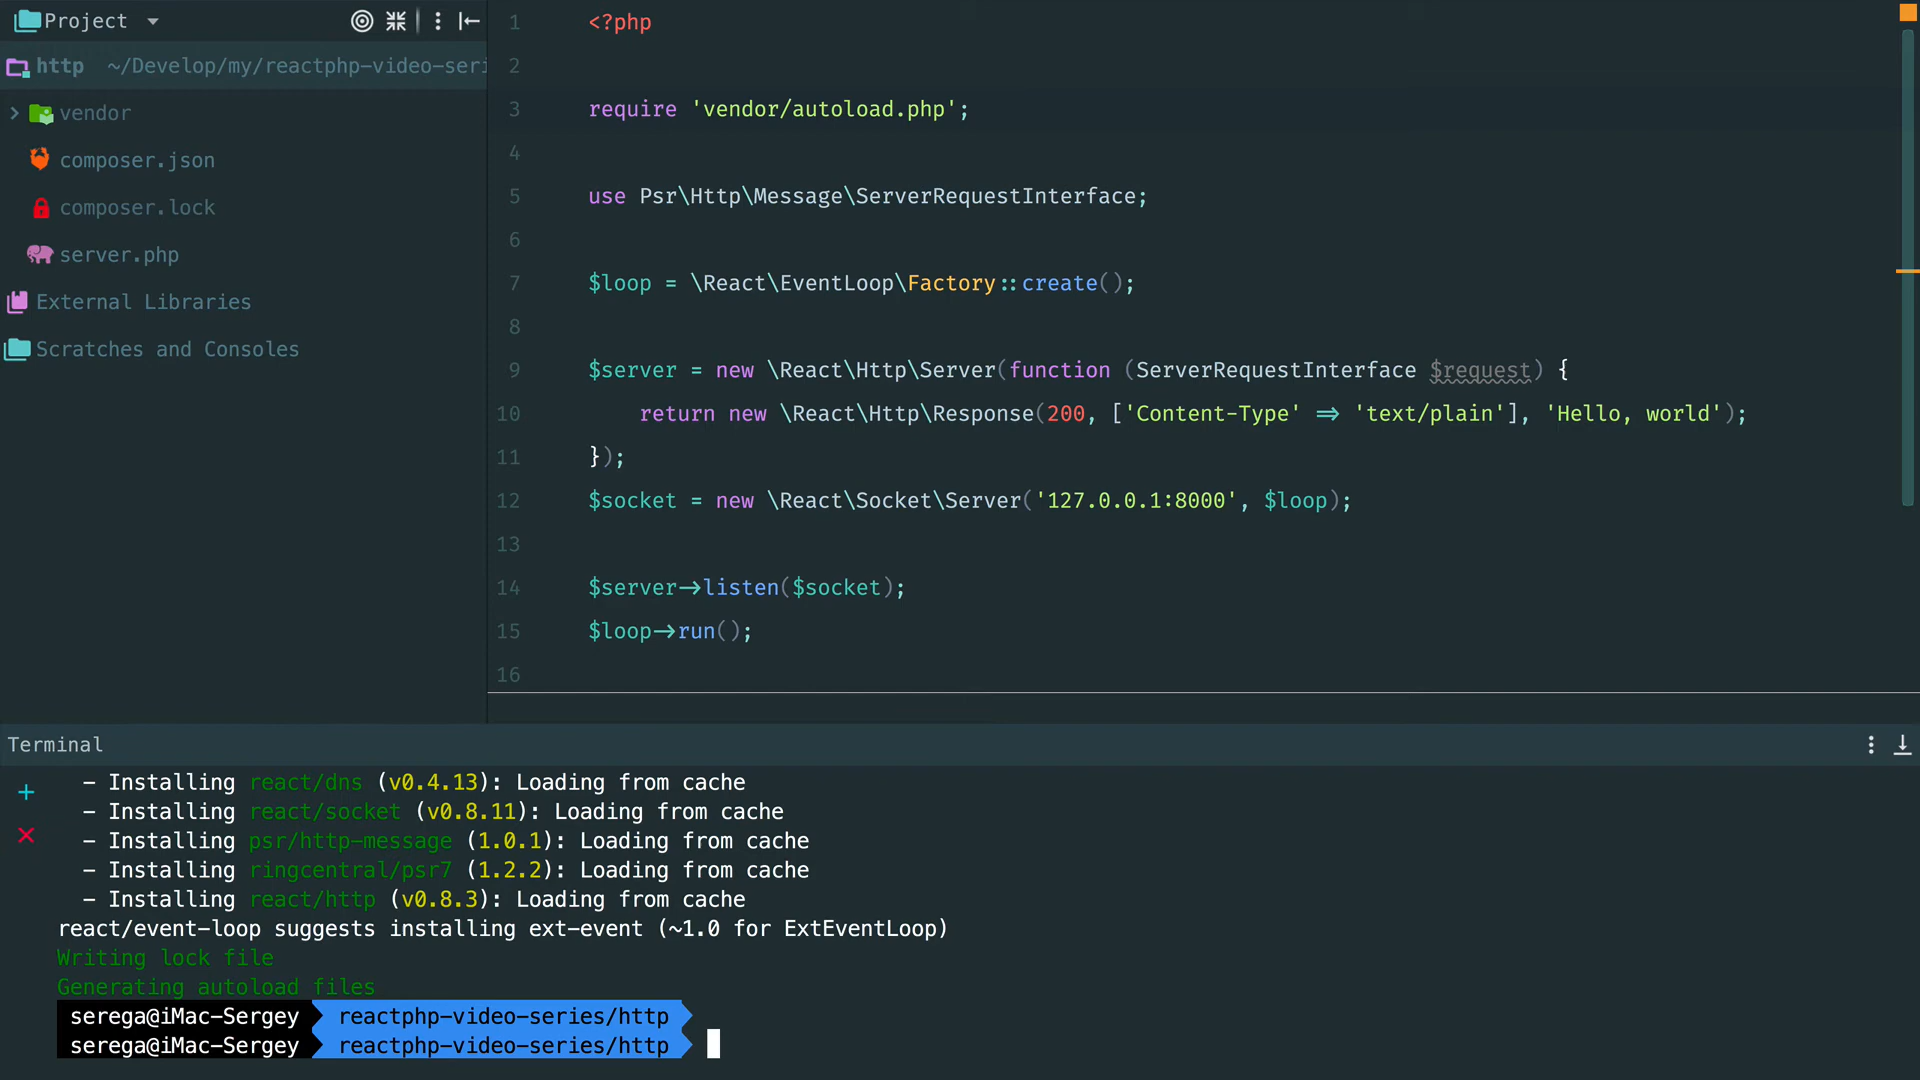 Project
http ~/Develop/my/reactphp-video-seri
vendor
composer.json
composer.lock
server.php
External Libraries
Scratches and Consoles
1 <?php
2
3 require 'vendor/autoload.php';
4
5 use Psr\Http\Message\ServerRequestInterface;
6
7 $loop = \React\EventLoop\Factory::create();
8
9 $server = new \React\Http\Server(function (ServerRequestInterface $request) {
10 return new \React\Http\Response(200, ['Content-Type' => 'text/plain'], 'Hello, world');
11 });
12 $socket = new \React\Socket\Server('127.0.0.1:8000', $loop);
13
14 $server->listen($socket);
15 $loop->run();
16
Terminal
- Installing react/dns (v0.4.13): Loading from cache
- Installing react/socket (v0.8.11): Loading from cache
- Installing psr/http-message (1.0.1): Loading from cache
- Installing ringcentral/psr7 (1.2.2): Loading from cache
- Installing react/http (v0.8.3): Loading from cache
react/event-loop suggests installing ext-event (~1.0 for ExtEventLoop)
Writing lock file
Generating autoload files
serega@iMac-Sergey reactphp-video-series/http
serega@iMac-Sergey reactphp-video-series/http